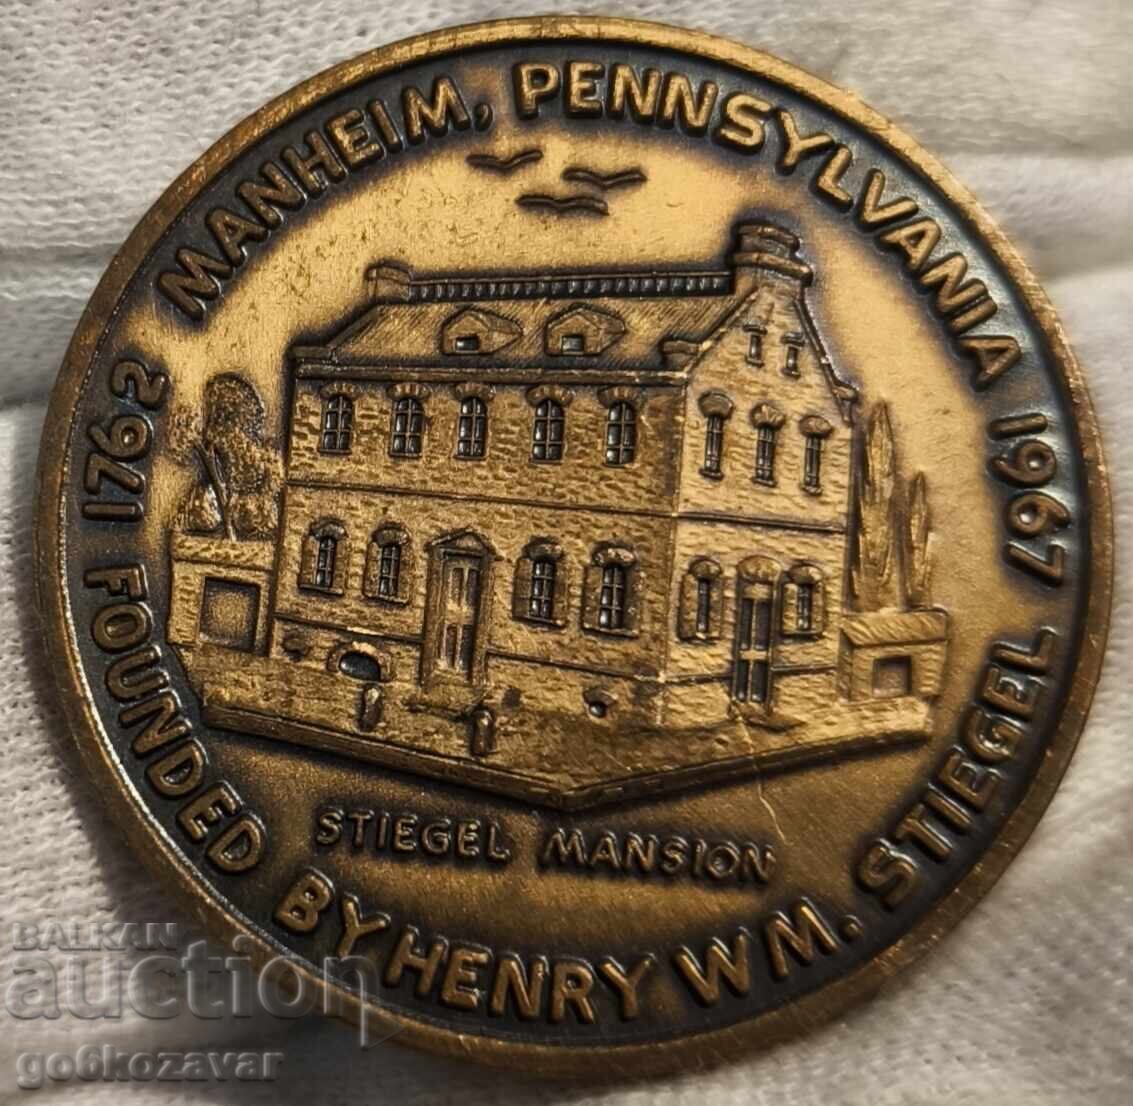 1762 MANHEIM, PENNSYLVANIA 1967
FOUNDED BY HENRY WM. STIEGEL
STIEGEL MANSION
BALKAN
auction
go6kozavar